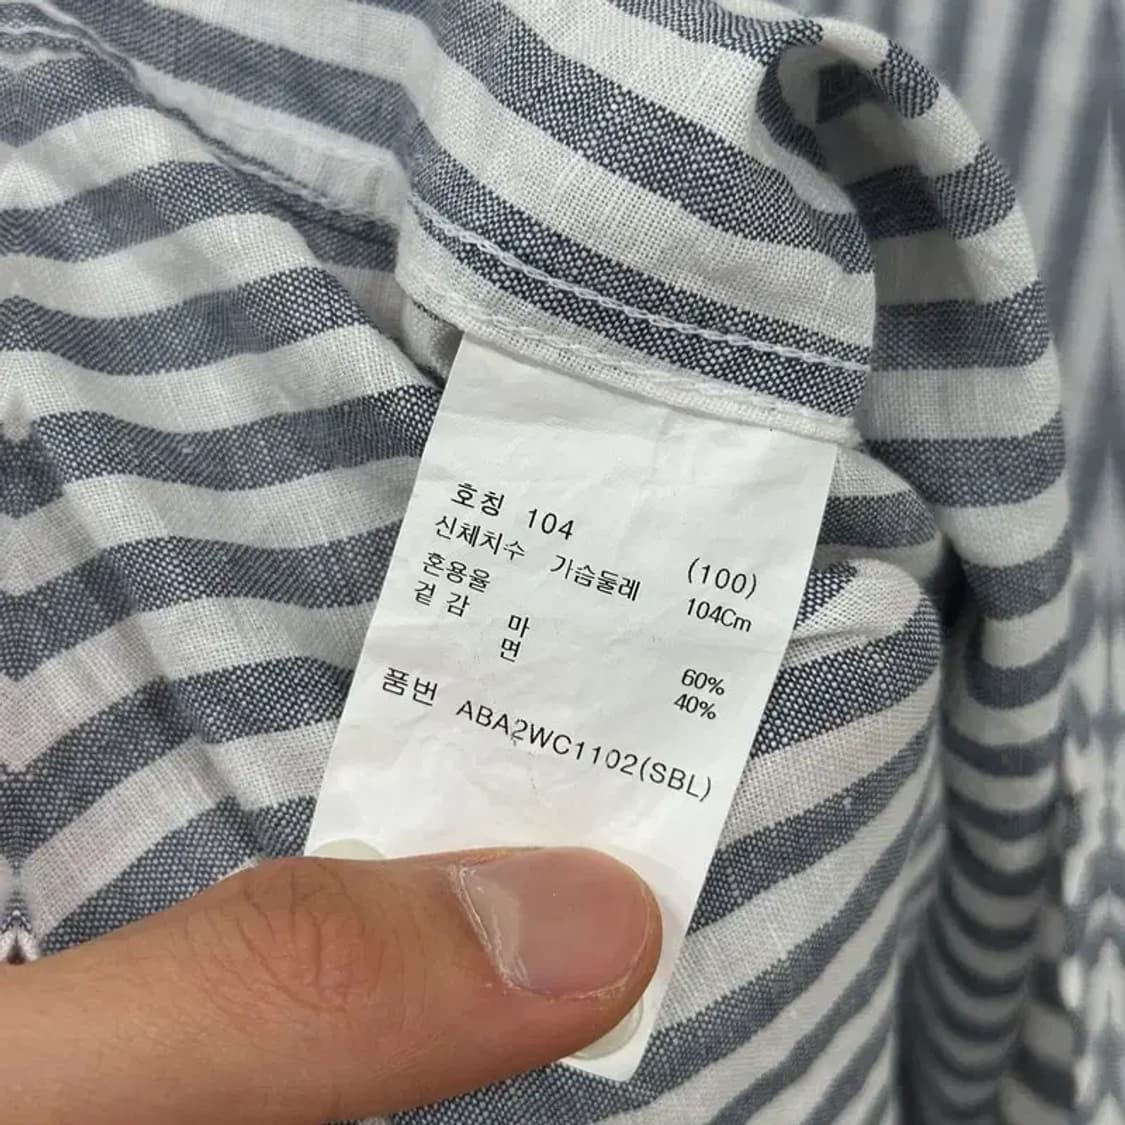 호칭 104 (100)
신체치수 가슴둘레 104Cm
혼용율
겉감 마 60%
면 40%
품번 ABA2WC1102(SBL)